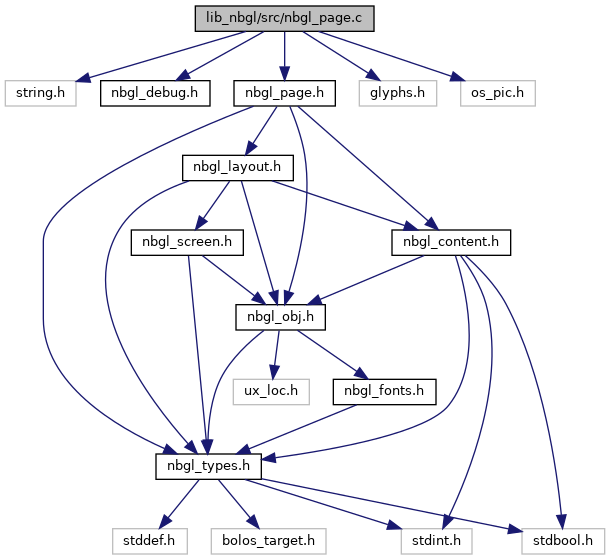 lib_nbgl/src/nbgl_page.c
string.h
nbgl_debug.h
nbgl_page.h
glyphs.h
os_pic.h
nbgl_layout.h
nbgl_screen.h
nbgl_content.h
nbgl_obj.h
ux_loc.h
nbgl_fonts.h
nbgl_types.h
stddef.h
bolos_target.h
stdint.h
stdbool.h